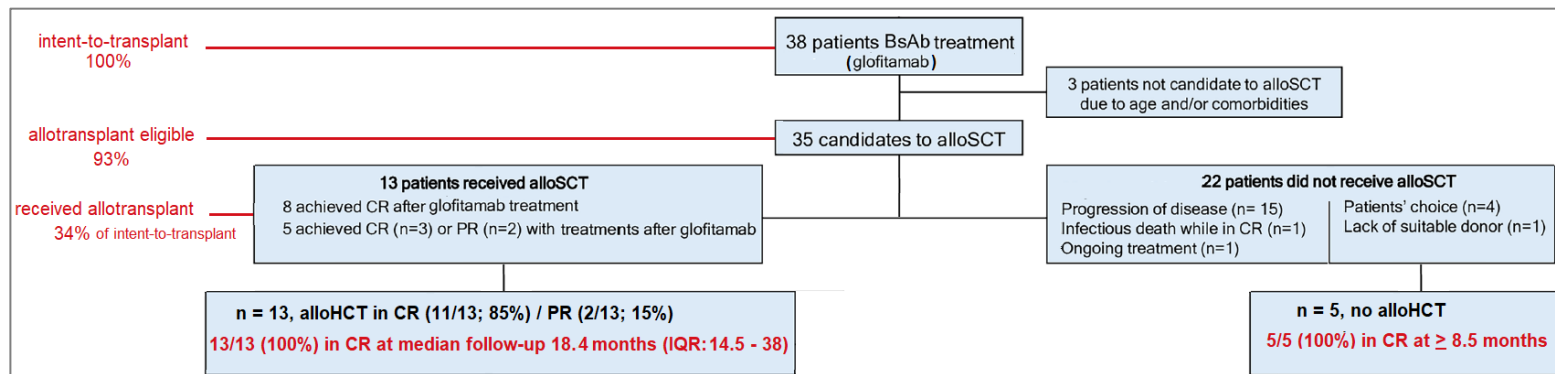 intent-to-transplant
100%
38 patients BsAb treatment
(glofitamab)
3 patients not candidate to alloSCT
due to age and/or comorbidities
allotransplant eligible
93%
35 candidates to alloSCT
received allotransplant
34% of intent-to-transplant
13 patients received alloSCT
8 achieved CR after glofitamab treatment
5 achieved CR (n=3) or PR (n=2) with treatments after glofitamab
22 patients did not receive alloSCT
Progression of disease (n= 15)
Infectious death while in CR (n=1)
Ongoing treatment (n=1)
Patients' choice (n=4)
Lack of suitable donor (n=1)
n = 13, alloHCT in CR (11/13; 85%) / PR (2/13; 15%)
13/13 (100%) in CR at median follow-up 18.4 months (IQR: 14.5 - 38)
n = 5, no alloHCT
5/5 (100%) in CR at ≥ 8.5 months